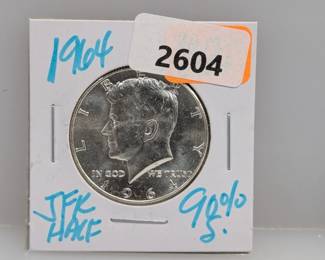 1964
2604
LIBERTY
IN GOD WE TRUST
1964
JFK
HALF
90%
S.